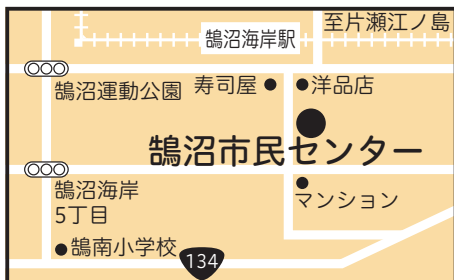 至片瀬江ノ島
鵠沼海岸駅
鵠沼運動公園
寿司屋
洋品店
鵠沼市民センター
鵠沼海岸
5丁目
マンション
鵠南小学校
134